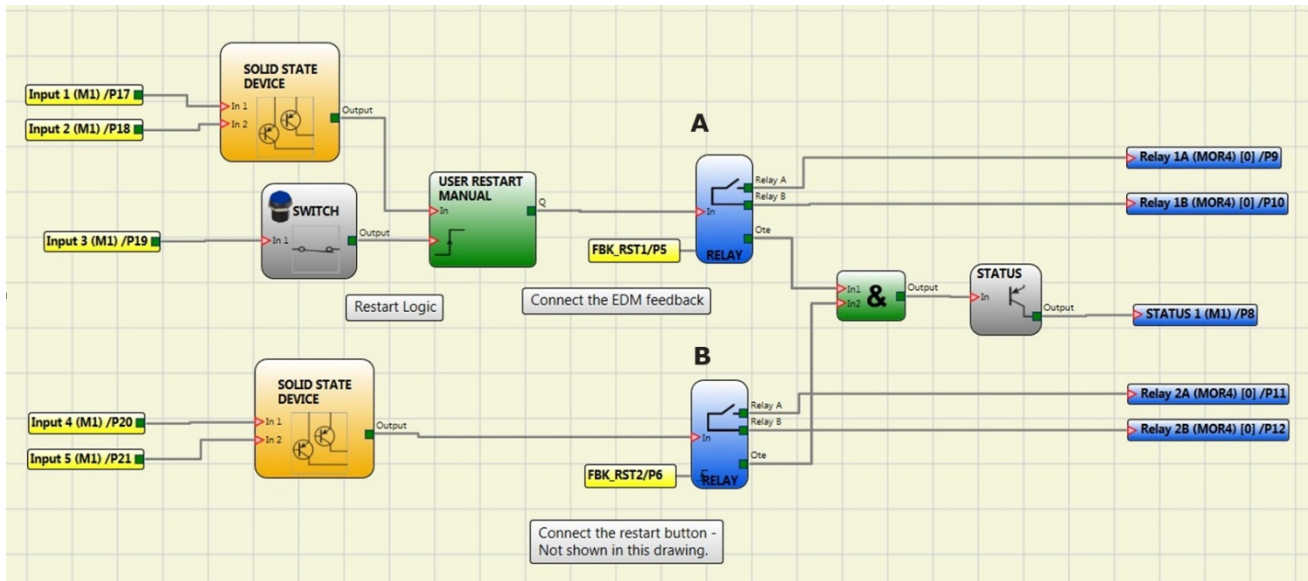 SOLID STATE
DEVICE
Input 1 (M1) /P17
In 1
Output
Input 2 (M1) /P18
In 2
A
Relay 1A (MOR4) [0] /P9
USER RESTART
MANUAL
Relay A
Relay B
SWITCH
In
Q
In
Relay 1B (MOR4) [0] /P10
Input 3 (M1) /P19
In 1
Output
Ote
FBK_RST1/P5
RELAY
STATUS
Restart Logic
Connect the EDM feedback
In1
In2
&
Output
In
Output
STATUS 1 (M1) /P8
B
SOLID STATE
DEVICE
Relay A
Relay B
Relay 2A (MOR4) [0] /P11
Input 4 (M1) /P20
In 1
Output
In
Relay 2B (MOR4) [0] /P12
Input 5 (M1) /P21
In 2
Ote
FBK_RST2/P6
RELAY
Connect the restart button -
Not shown in this drawing.